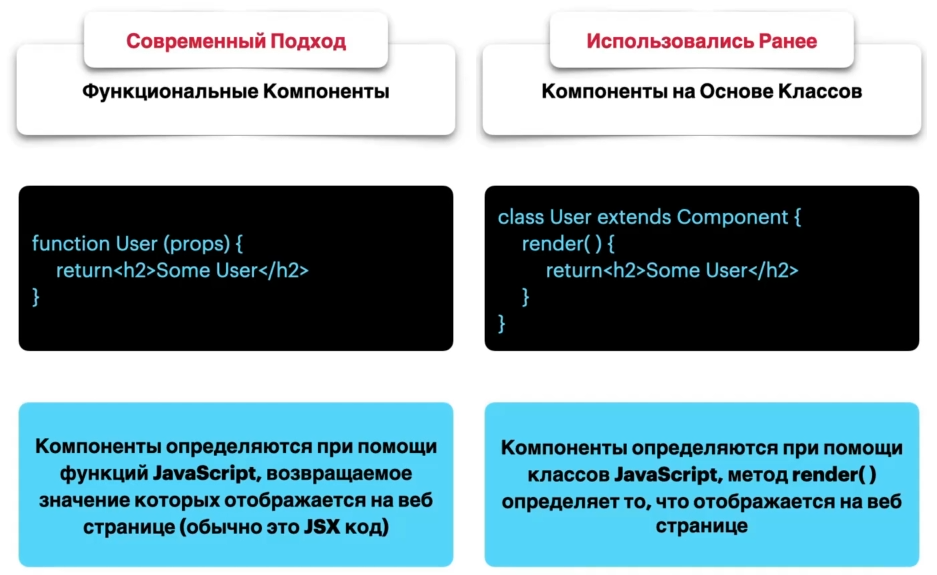 Современный Подход
Функциональные Компоненты
function User (props) {
return<h2>Some User</h2>
}
Компоненты определяются при помощи
функций JavaScript, возвращаемое
значение которых отображается на веб
странице (обычно это JSX код)
Использовались Ранее
Компоненты на Основе Классов
class User extends Component {
render( ) {
return<h2>Some User</h2>
}
}
Компоненты определяются при помощи
классов JavaScript, метод render( )
определяет то, что отображается на веб
странице